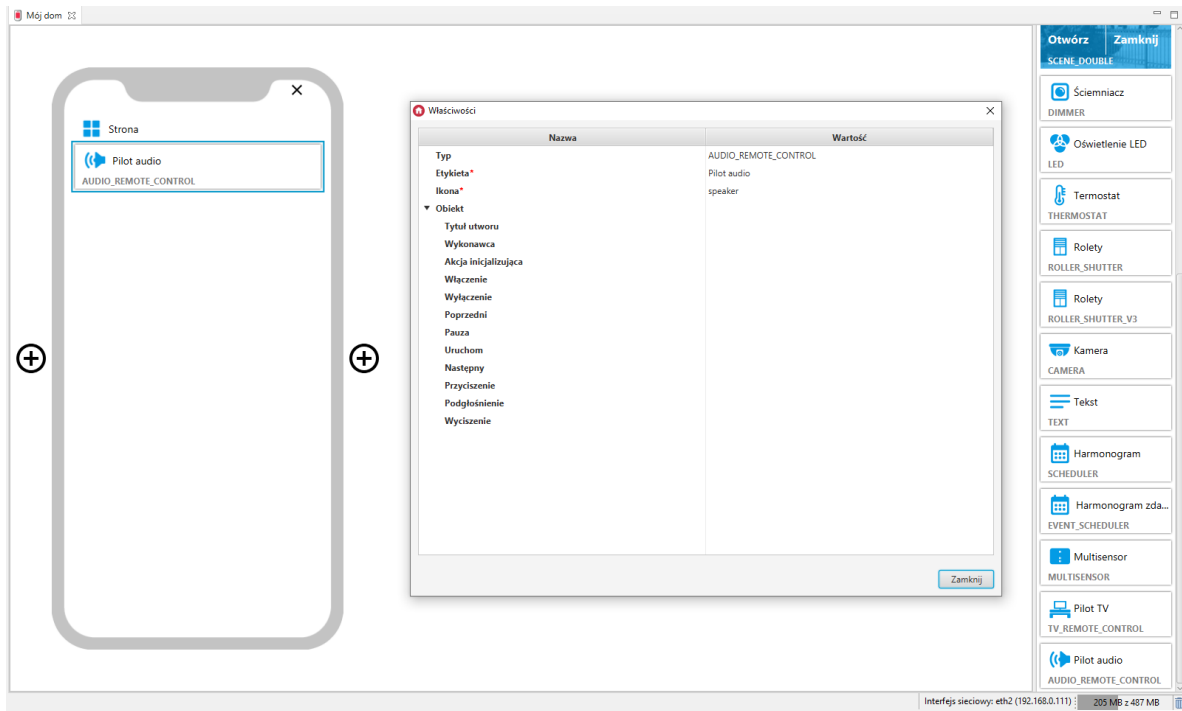 Mój dom
Strona
Pilot audio
AUDIO_REMOTE_CONTROL
Właściwości
Nazwa Wartość
Typ AUDIO_REMOTE_CONTROL
Etykieta* Pilot audio
Ikona* speaker
Obiekt
Tytuł utworu
Wykonawca
Akcja inicjalizująca
Włączenie
Wyłączenie
Poprzedni
Pauza
Uruchom
Następny
Przyciszenie
Podgłośnienie
Wyciszenie
Zamknij
Otwórz Zamknij
SCENE_DOUBLE
Ściemniacz
DIMMER
Oświetlenie LED
LED
Termostat
THERMOSTAT
Rolety
ROLLER_SHUTTER
Rolety
ROLLER_SHUTTER_V3
Kamera
CAMERA
Tekst
TEXT
Harmonogram
SCHEDULER
Harmonogram zda...
EVENT_SCHEDULER
Multisensor
MULTISENSOR
Pilot TV
TV_REMOTE_CONTROL
Pilot audio
AUDIO_REMOTE_CONTROL
Interfejs sieciowy: eth2 (192.168.0.111) 205 MB z 487 MB